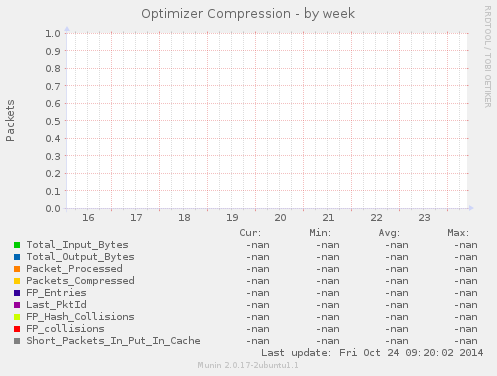 Optimizer Compression - by week
RRDTOOL / TOBI OETIKER
Packets
1.0
0.9
0.8
0.7
0.6
0.5
0.4
0.3
0.2
0.1
0.0
16 17 18 19 20 21 22 23
Cur: Min: Avg: Max:
Total_Input_Bytes -nan -nan -nan -nan
Total_Output_Bytes -nan -nan -nan -nan
Packet_Processed -nan -nan -nan -nan
Packets_Compressed -nan -nan -nan -nan
FP_Entries -nan -nan -nan -nan
Last_PktId -nan -nan -nan -nan
FP_Hash_Collisions -nan -nan -nan -nan
FP_collisions -nan -nan -nan -nan
Short_Packets_In_Put_In_Cache -nan -nan -nan -nan
Last update: Fri Oct 24 09:20:02 2014
Munin 2.0.17-2ubuntu1.1